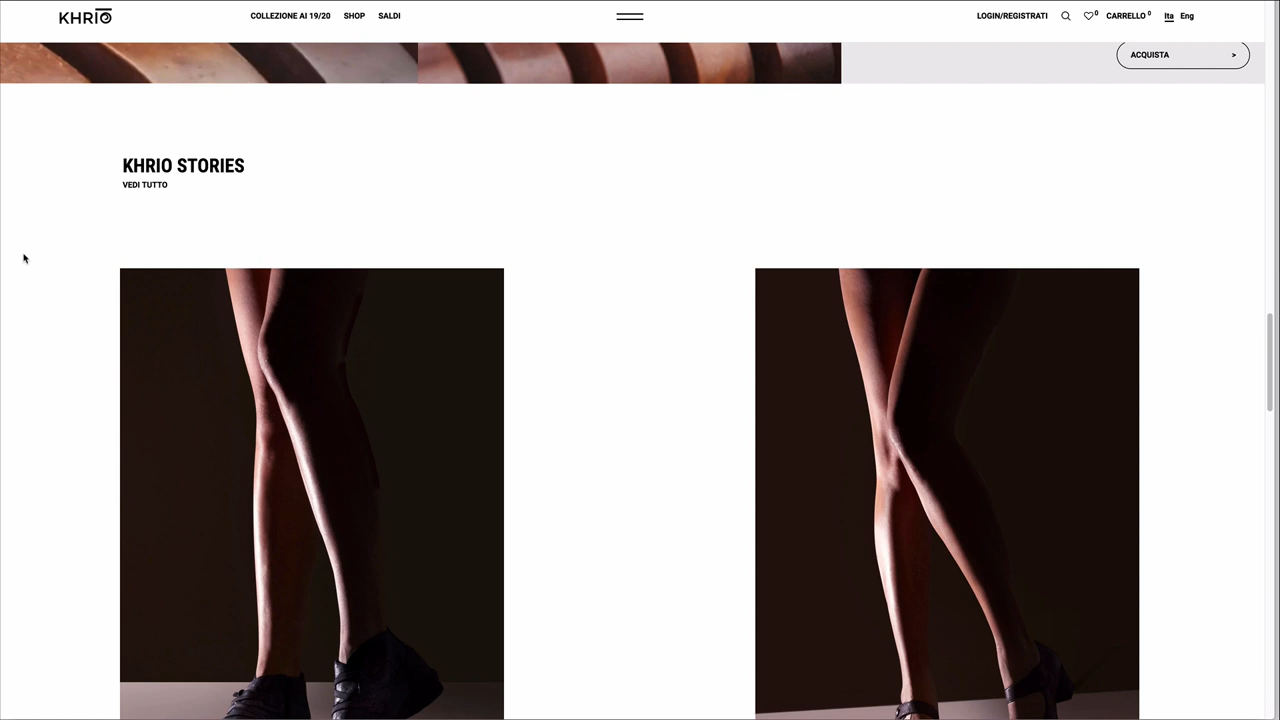 KHRIO
COLLEZIONE AI 19/20 SHOP SALDI
LOGIN/REGISTRATI 0 CARRELLO 0 Ita Eng
ACQUISTA >
KHRIO STORIES
VEDI TUTTO